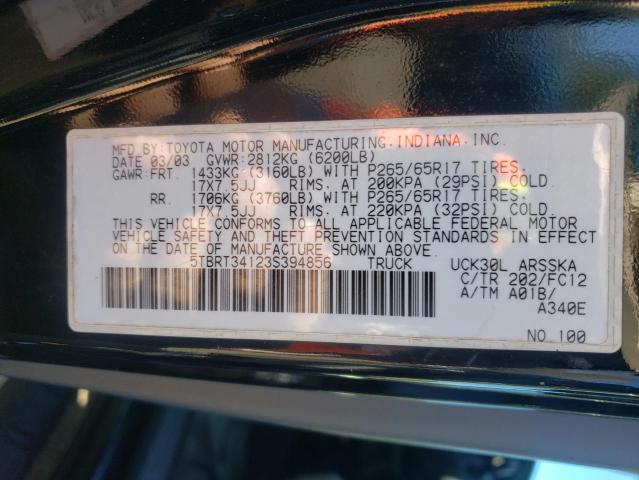 MFD.BY:TOYOTA MOTOR MANUFACTURING.INDIANA.INC.
DATE 03/03 GVWR:2812KG (6200LB)
GAWR:FRT. 1433KG (3160LB) WITH P265/65R17 TIRES.
17X7.5JJ RIMS. AT 200KPA (29PSI) COLD.
RR. 1706KG (3760LB) WITH P265/65R17 TIRES.
17X7.5JJ RIMS. AT 220KPA (32PSI) COLD.
THIS VEHICLE CONFORMS TO ALL APPLICABLE FEDERAL MOTOR
VEHICLE SAFETY AND THEFT PREVENTION STANDARDS IN EFFECT
ON THE DATE OF MANUFACTURE SHOWN ABOVE.
5TBRT34123S394856 TRUCK UCK30L ARSSKA
C/TR 202/FC12
A/TM A01B/
A340E
NO.100